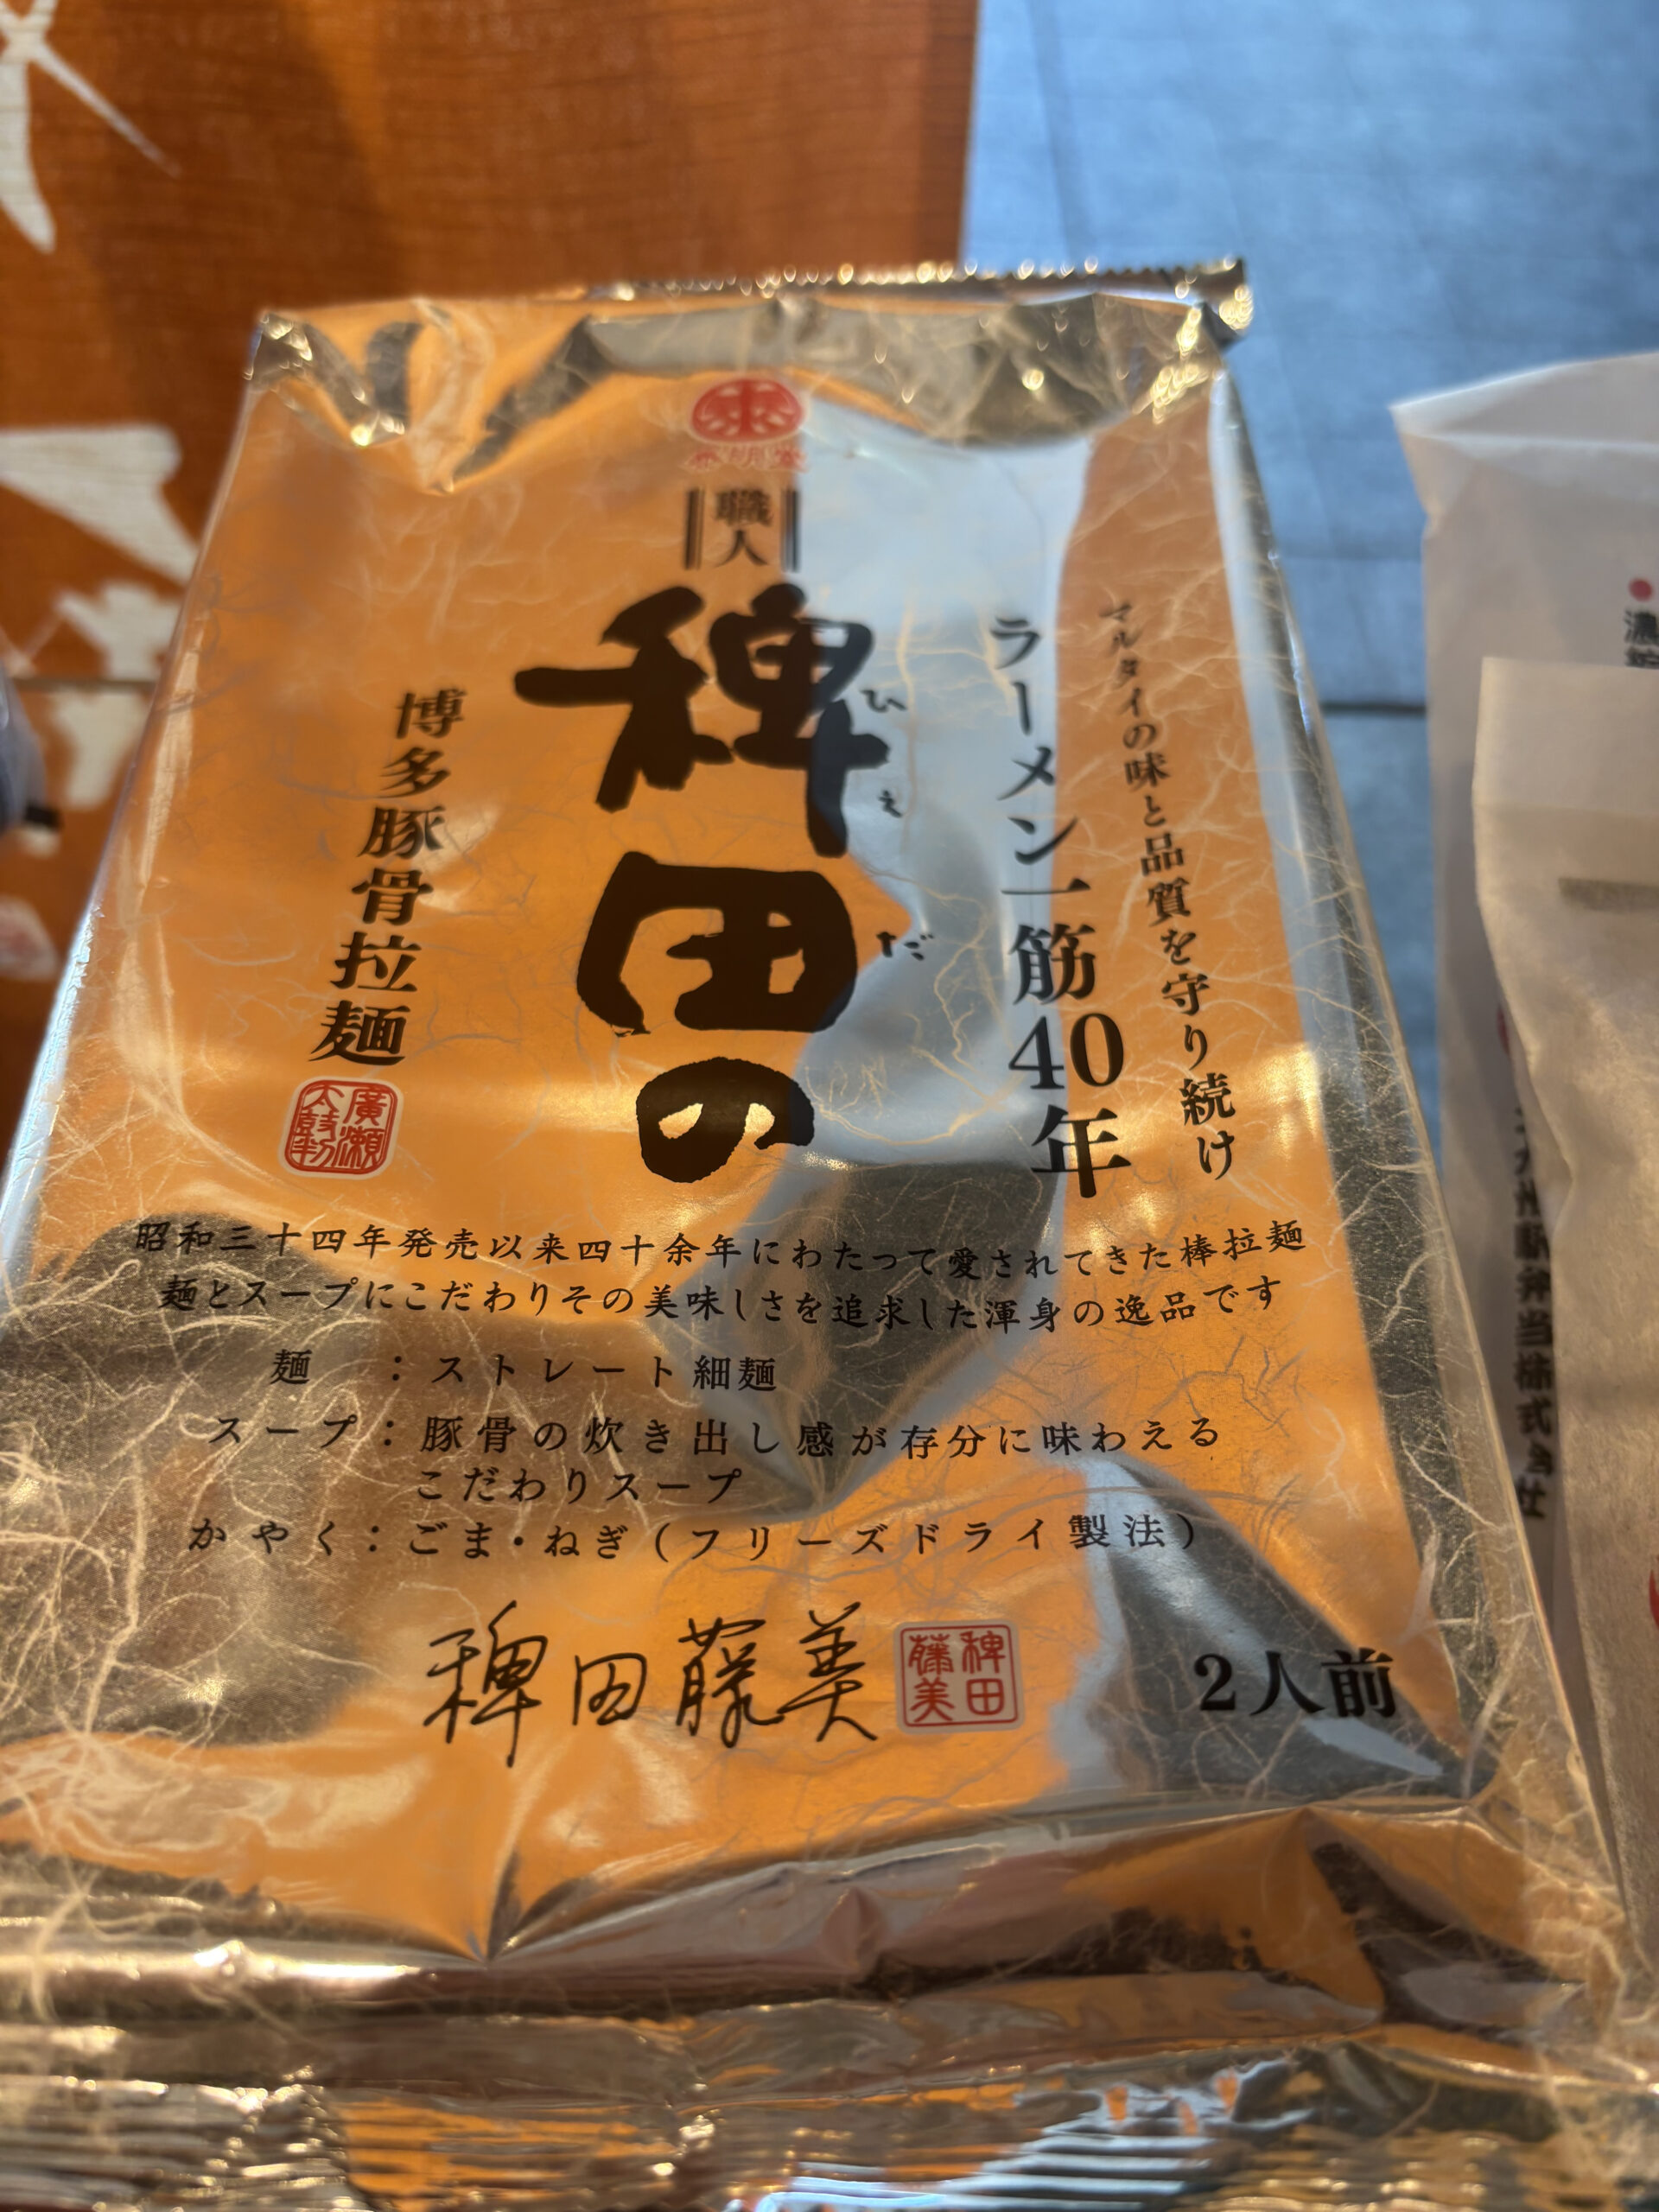 職人
稗田の
ひえだ
マルタイの味と品質を守り続け
ラーメン一筋40年
博多豚骨拉麺
廣瀬
太鼓判
昭和三十四年発売以来四十余年にわたって愛されてきた棒拉麺
麺とスープにこだわりその美味しさを追求した渾身の逸品です
麺　：ストレート細麺
スープ：豚骨の炊き出し感が存分に味わえる
こだわりスープ
かやく：ごま・ねぎ（フリーズドライ製法）
稗田藤美
稗田
藤美
2人前
濃